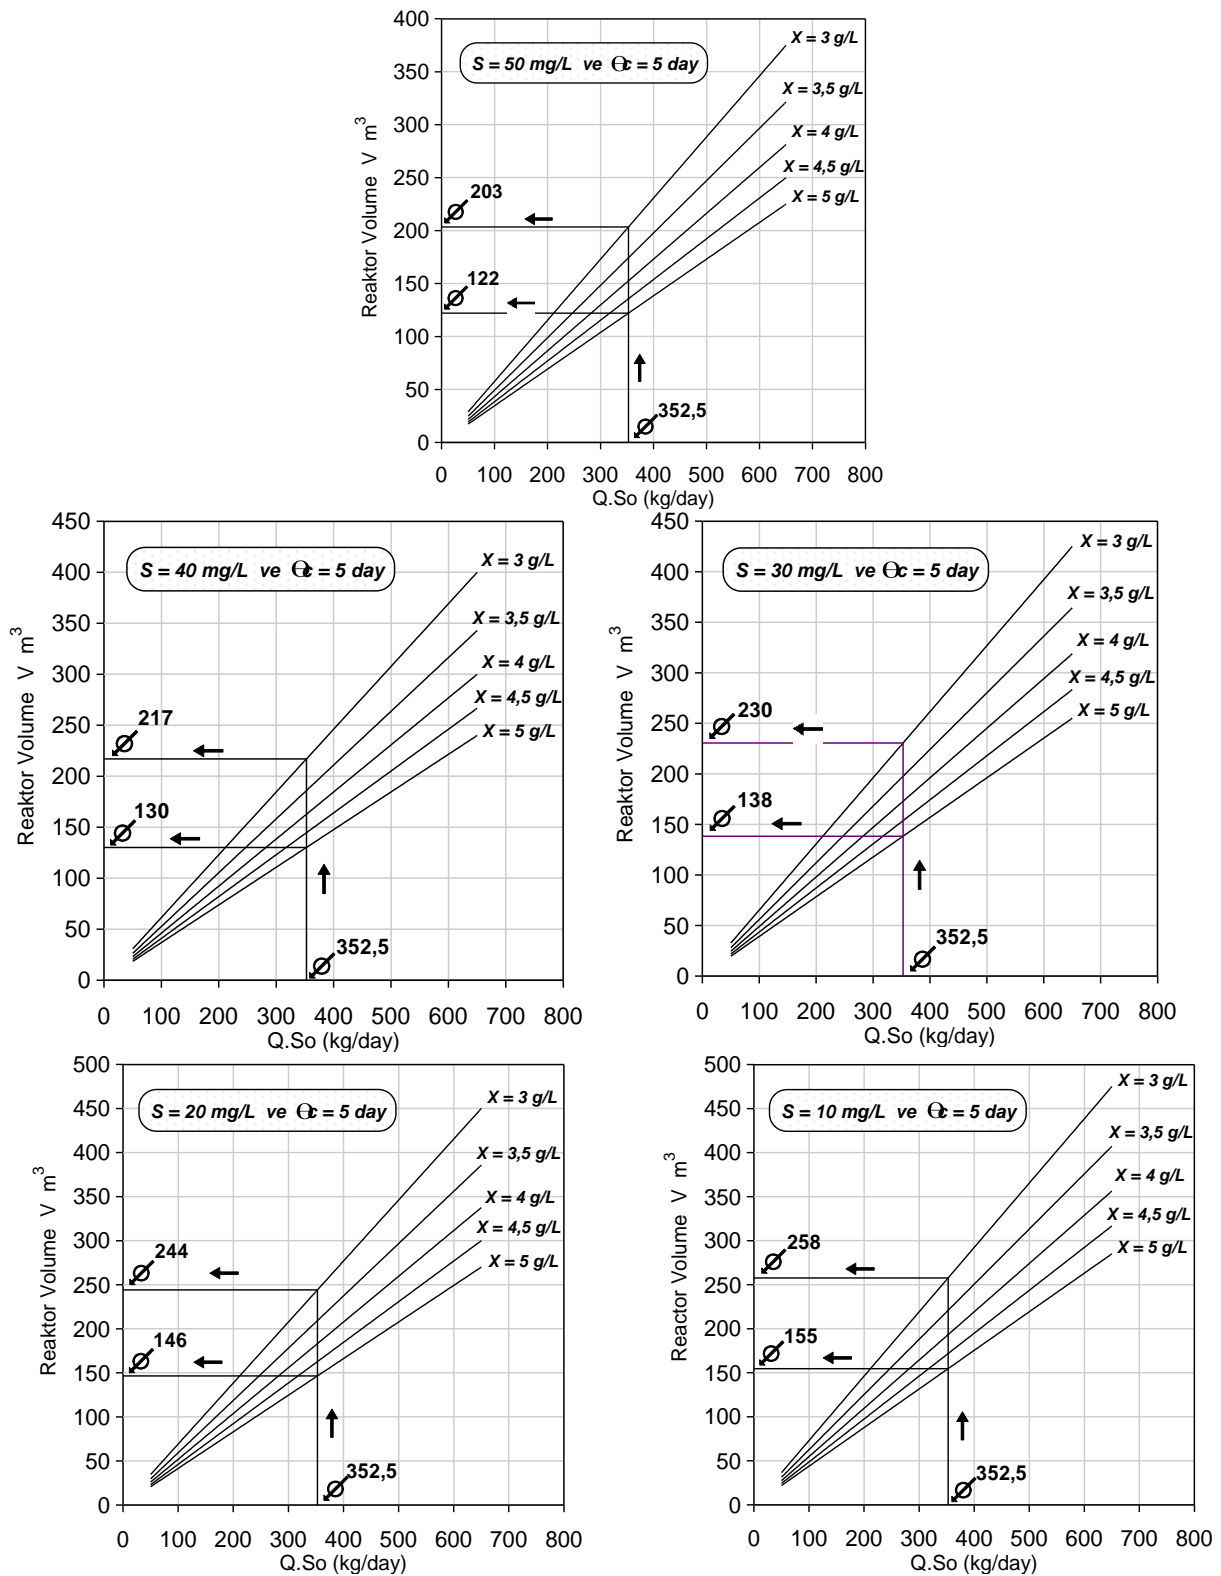 400
350
300
250
200
150
100
50
0
Reaktor Volume V m³
S = 50 mg/L ve Θc = 5 day
X = 3 g/L
X = 3,5 g/L
X = 4 g/L
X = 4,5 g/L
X = 5 g/L
203
122
352,5
0 100 200 300 400 500 600 700 800
Q.So (kg/day)
450
400
350
300
250
200
150
100
50
0
Reaktor Volume V m³
S = 40 mg/L ve Θc = 5 day
X = 3 g/L
X = 3,5 g/L
X = 4 g/L
X = 4,5 g/L
X = 5 g/L
217
130
352,5
0 100 200 300 400 500 600 700 800
Q.So (kg/day)
450
400
350
300
250
200
150
100
50
0
Reaktor Volume V m³
S = 30 mg/L ve Θc = 5 day
X = 3 g/L
X = 3,5 g/L
X = 4 g/L
X = 4,5 g/L
X = 5 g/L
230
138
352,5
0 100 200 300 400 500 600 700 800
Q.So (kg/day)
500
450
400
350
300
250
200
150
100
50
0
Reaktor Volume V m³
S = 20 mg/L ve Θc = 5 day
X = 3 g/L
X = 3,5 g/L
X = 4 g/L
X = 4,5 g/L
X = 5 g/L
244
146
352,5
0 100 200 300 400 500 600 700 800
Q.So (kg/day)
500
450
400
350
300
250
200
150
100
50
0
Reactor Volume V m³
S = 10 mg/L ve Θc = 5 day
X = 3 g/L
X = 3,5 g/L
X = 4 g/L
X = 4,5 g/L
X = 5 g/L
258
155
352,5
0 100 200 300 400 500 600 700 800
Q.So (kg/day)